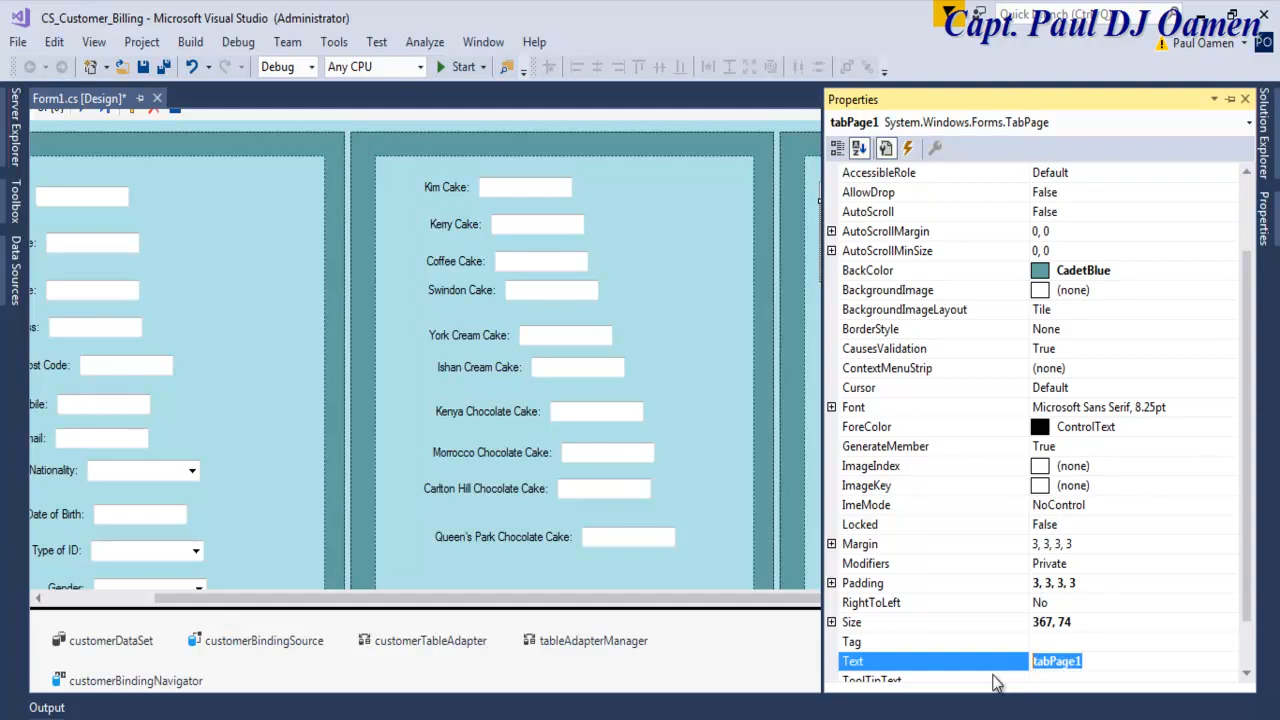 CS_Customer_Billing - Microsoft Visual Studio (Administrator)
Quick Launch (Ctrl+Q)
Capt. Paul DJ Oamen
File Edit View Project Build Debug Team Tools Test Analyze Window Help
Paul Oamen PO
Debug Any CPU Start
Form1.cs [Design]*
Server Explorer
Toolbox
Data Sources
Kim Cake:
Kerry Cake:
Coffee Cake:
Swindon Cake:
York Cream Cake:
Ishan Cream Cake:
Kenya Chocolate Cake:
Morrocco Chocolate Cake:
Carlton Hill Chocolate Cake:
Queen's Park Chocolate Cake:
ost Code:
bile:
ail:
Nationality:
Date of Birth:
Type of ID:
Gender:
customerDataSet customerBindingSource customerTableAdapter tableAdapterManager
customerBindingNavigator
Output
Properties
tabPage1 System.Windows.Forms.TabPage
AccessibleRole Default
AllowDrop False
AutoScroll False
AutoScrollMargin 0, 0
AutoScrollMinSize 0, 0
BackColor CadetBlue
BackgroundImage (none)
BackgroundImageLayout Tile
BorderStyle None
CausesValidation True
ContextMenuStrip (none)
Cursor Default
Font Microsoft Sans Serif, 8.25pt
ForeColor ControlText
GenerateMember True
ImageIndex (none)
ImageKey (none)
ImeMode NoControl
Locked False
Margin 3, 3, 3, 3
Modifiers Private
Padding 3, 3, 3, 3
RightToLeft No
Size 367, 74
Tag
Text tabPage1
ToolTipText
Solution Explorer
Properties